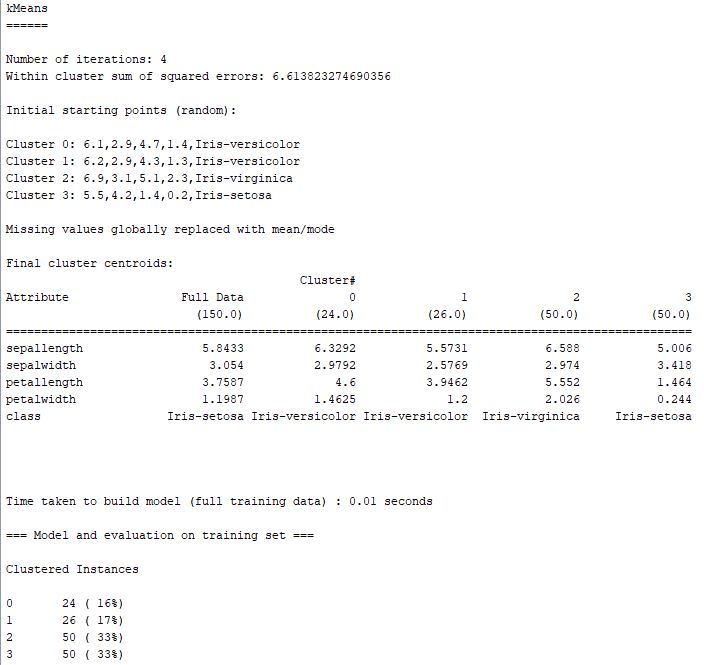 kMeans
======
Number of iterations: 4
Within cluster sum of squared errors: 6.613823274690356
Initial starting points (random):
Cluster 0: 6.1,2.9,4.7,1.4,Iris-versicolor
Cluster 1: 6.2,2.9,4.3,1.3,Iris-versicolor
Cluster 2: 6.9,3.1,5.1,2.3,Iris-virginica
Cluster 3: 5.5,4.2,1.4,0.2,Iris-setosa
Missing values globally replaced with mean/mode
Final cluster centroids:
Cluster#
Attribute Full Data 0 1 2 3
(150.0) (24.0) (26.0) (50.0) (50.0)
==================================================================================================
sepallength 5.8433 6.3292 5.5731 6.588 5.006
sepalwidth 3.054 2.9792 2.5769 2.974 3.418
petallength 3.7587 4.6 3.9462 5.552 1.464
petalwidth 1.1987 1.4625 1.2 2.026 0.244
class Iris-setosa Iris-versicolor Iris-versicolor Iris-virginica Iris-setosa
Time taken to build model (full training data) : 0.01 seconds
=== Model and evaluation on training set ===
Clustered Instances
0 24 ( 16%)
1 26 ( 17%)
2 50 ( 33%)
3 50 ( 33%)